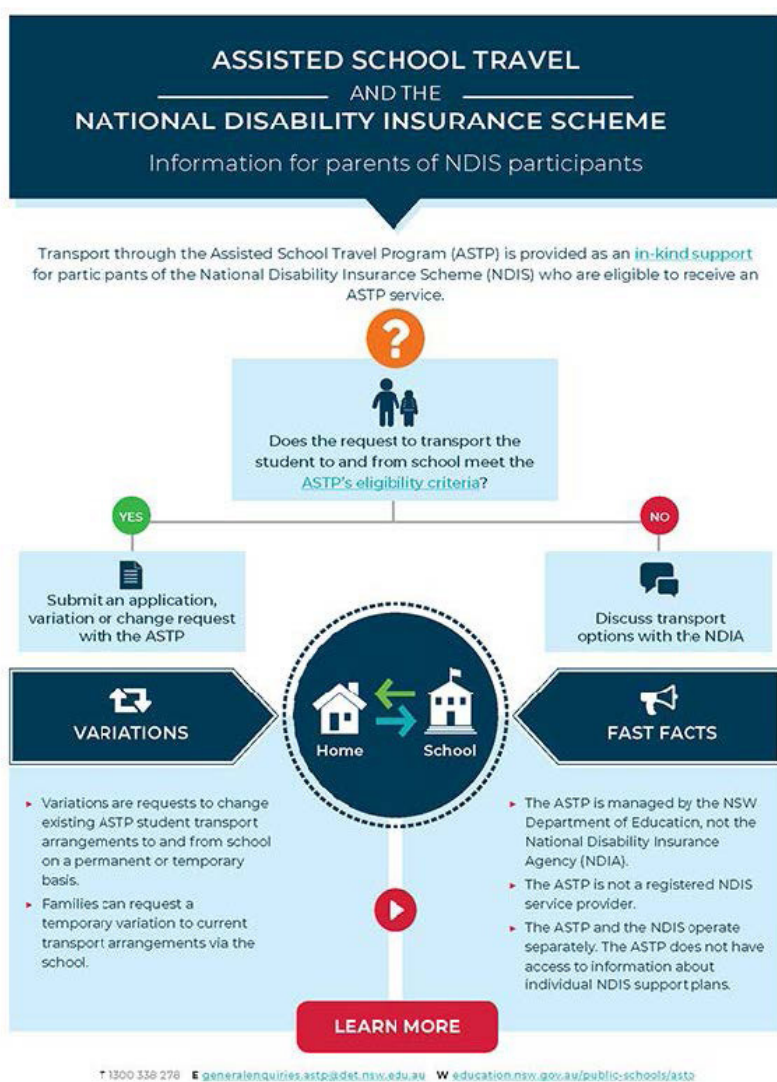 ASSISTED SCHOOL TRAVEL
AND THE
NATIONAL DISABILITY INSURANCE SCHEME
Information for parents of NDIS participants
Transport through the Assisted School Travel Program (ASTP) is provided as an in-kind support
for partic pants of the National Disability Insurance Scheme (NDIS) who are eligible to receive an
ASTP service.
?
Does the request to transport the
student to and from school meet the
ASTP's eligibility criteria?
YES
NO
Submit an application,
variation or change request
with the ASTP
Discuss transport
options with the NDIA
VARIATIONS
Home
School
FAST FACTS
Variations are requests to change
existing ASTP student transport
arrangements to and from school
on a permanent or temporary
basis.
Families can request a
temporary variation to current
transport arrangements via the
school.
The ASTP is managed by the NSW
Department of Education, not the
National Disability Insurance
Agency (NDIA).
The ASTP is not a registered NDIS
service provider.
The ASTP and the NDIS operate
separately. The ASTP does not have
access to information about
individual NDIS support plans.
LEARN MORE
T 1300 338 278 E generalenquiries.astp@det.nsw.edu.au W education.nsw.gov.au/public-schools/astp